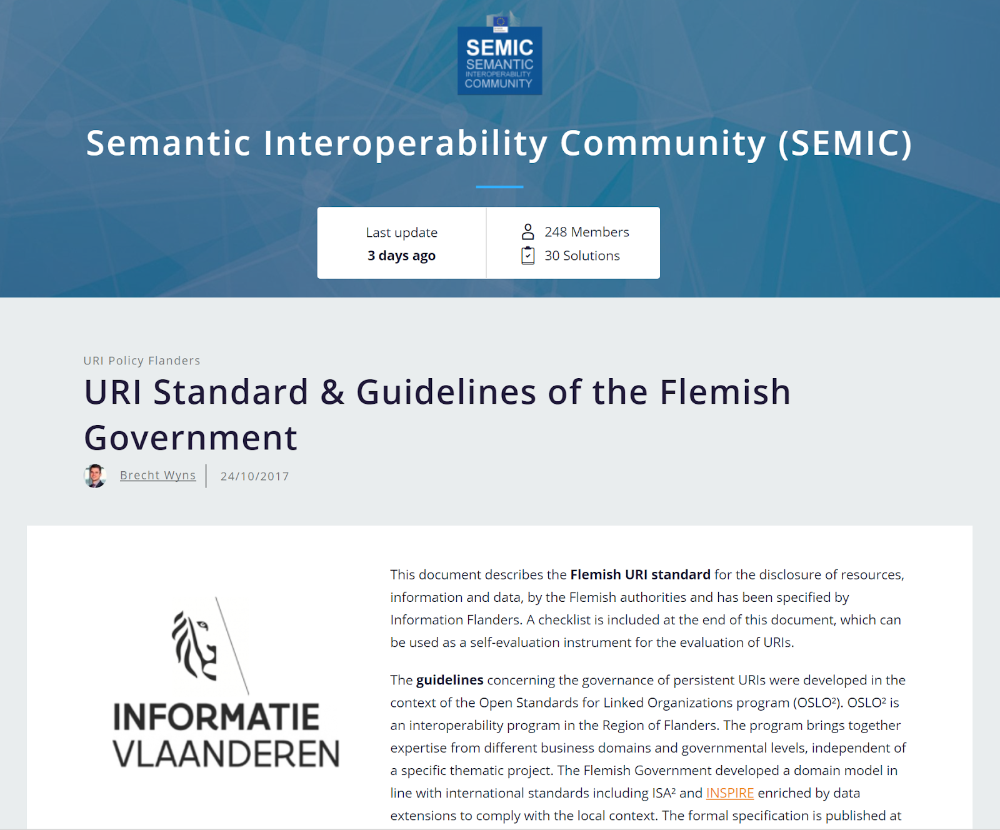 SEMIC
SEMANTIC
INTEROPERABILITY
COMMUNITY
Semantic Interoperability Community (SEMIC)
Last update
3 days ago
248 Members
30 Solutions
URI Policy Flanders
URI Standard & Guidelines of the Flemish
Government
Brecht Wyns
24/10/2017
INFORMATIE
VLAANDEREN
This document describes the Flemish URI standard for the disclosure of resources,
information and data, by the Flemish authorities and has been specified by
Information Flanders. A checklist is included at the end of this document, which can
be used as a self-evaluation instrument for the evaluation of URIs.
The guidelines concerning the governance of persistent URIs were developed in the
context of the Open Standards for Linked Organizations program (OSLO²). OSLO² is
an interoperability program in the Region of Flanders. The program brings together
expertise from different business domains and governmental levels, independent of
a specific thematic project. The Flemish Government developed a domain model in
line with international standards including ISA² and INSPIRE enriched by data
extensions to comply with the local context. The formal specification is published at